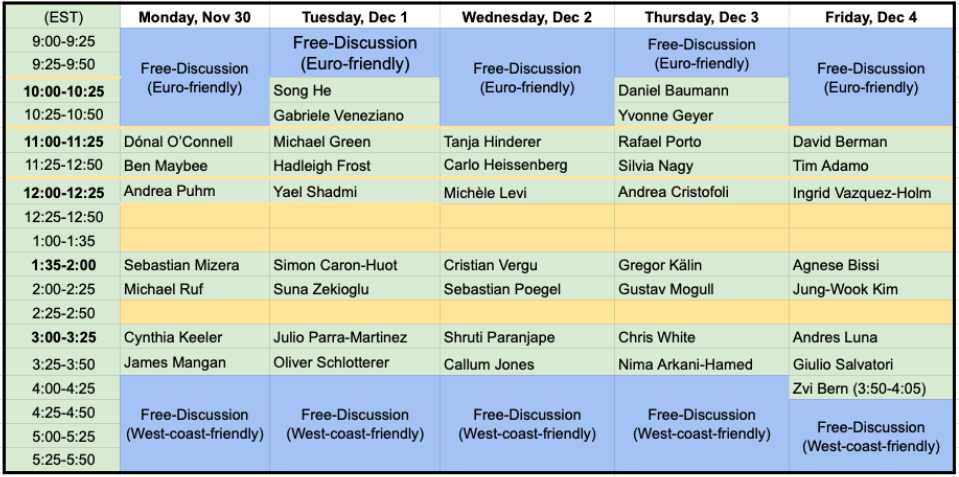 (EST) Monday, Nov 30 Tuesday, Dec 1 Wednesday, Dec 2 Thursday, Dec 3 Friday, Dec 4
9:00-9:25 Free-Discussion (Euro-friendly) Free-Discussion (Euro-friendly) Free-Discussion (Euro-friendly) Free-Discussion (Euro-friendly) Free-Discussion (Euro-friendly)
9:25-9:50
10:00-10:25 Song He Daniel Baumann
10:25-10:50 Gabriele Veneziano Yvonne Geyer
11:00-11:25 Dónal O'Connell Michael Green Tanja Hinderer Rafael Porto David Berman
11:25-12:50 Ben Maybee Hadleigh Frost Carlo Heissenberg Silvia Nagy Tim Adamo
12:00-12:25 Andrea Puhm Yael Shadmi Michèle Levi Andrea Cristofoli Ingrid Vazquez-Holm
12:25-12:50
1:00-1:35
1:35-2:00 Sebastian Mizera Simon Caron-Huot Cristian Vergu Gregor Kälin Agnese Bissi
2:00-2:25 Michael Ruf Suna Zekioglu Sebastian Poegel Gustav Mogull Jung-Wook Kim
2:25-2:50
3:00-3:25 Cynthia Keeler Julio Parra-Martinez Shruti Paranjape Chris White Andres Luna
3:25-3:50 James Mangan Oliver Schlotterer Callum Jones Nima Arkani-Hamed Giulio Salvatori
4:00-4:25 Zvi Bern (3:50-4:05)
4:25-4:50 Free-Discussion (West-coast-friendly) Free-Discussion (West-coast-friendly) Free-Discussion (West-coast-friendly) Free-Discussion (West-coast-friendly) Free-Discussion (West-coast-friendly)
5:00-5:25
5:25-5:50